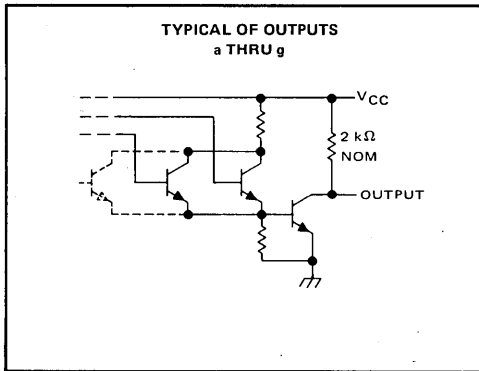 TYPICAL OF OUTPUTS
a THRU g
VCC
2 kΩ
NOM
OUTPUT